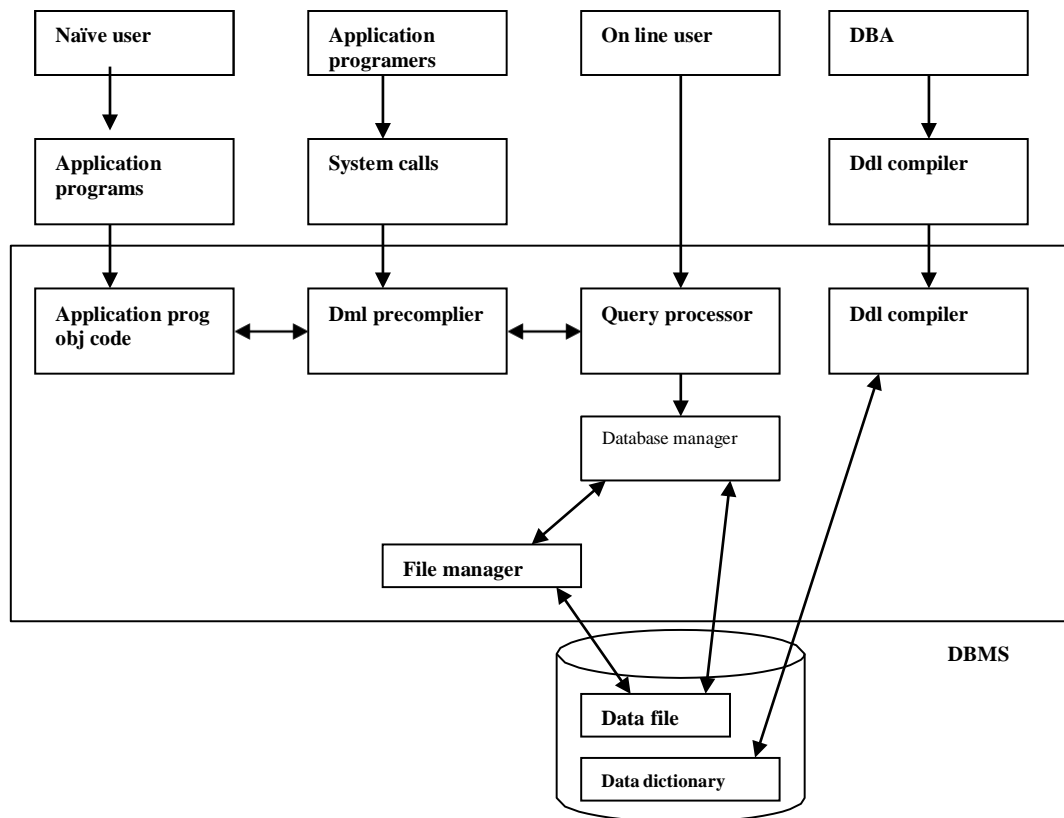 Naïve user
Application
programers
On line user
DBA
Application
programs
System calls
Ddl compiler
Application prog
obj code
Dml precomplier
Query processor
Ddl compiler
Database manager
File manager
DBMS
Data file
Data dictionary